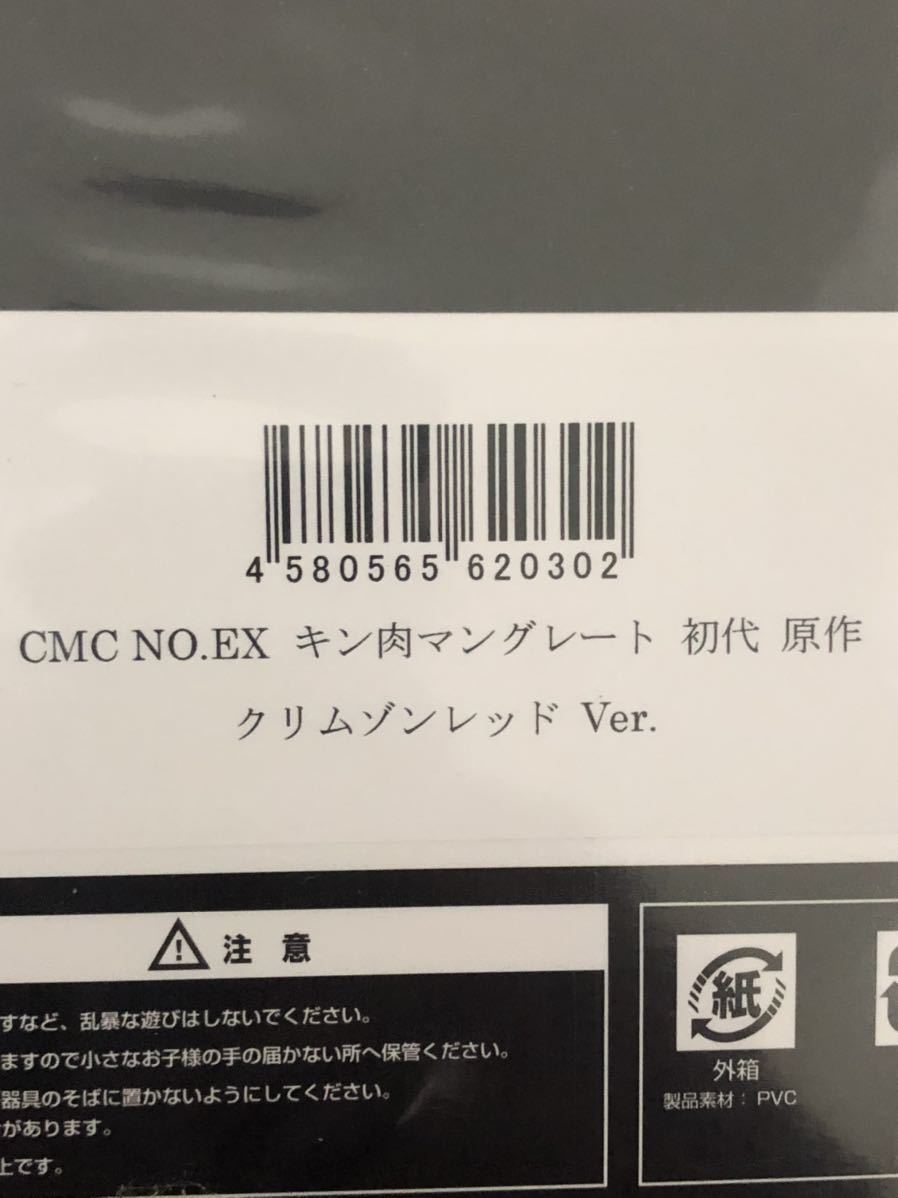 4 580565 620302
CMC NO.EX キン肉マングレート 初代 原作
クリムゾンレッド Ver.
注 意
すなど、乱暴な遊びはしないでください。
ますので小さなお子様の手の届かない所へ保管ください。
器具のそばに置かないようにしてください。
があります。
上です。
紙
外箱
製品素材： PVC